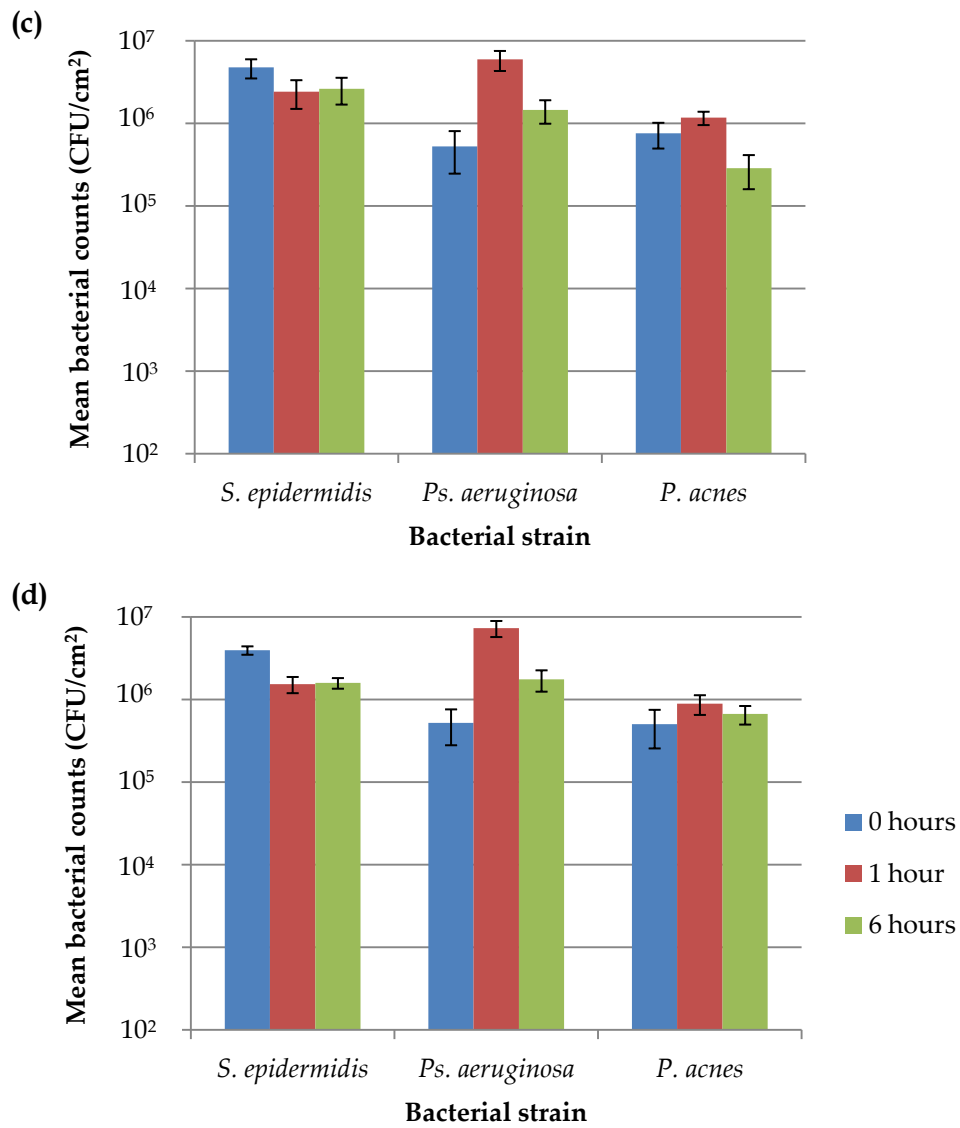 (c)
Mean bacterial counts (CFU/cm²)
10⁷
10⁶
10⁵
10⁴
10³
10²
S. epidermidis Ps. aeruginosa P. acnes
Bacterial strain
(d)
Mean bacterial counts (CFU/cm²)
10⁷
10⁶
10⁵
10⁴
10³
10²
S. epidermidis Ps. aeruginosa P. acnes
Bacterial strain
0 hours
1 hour
6 hours